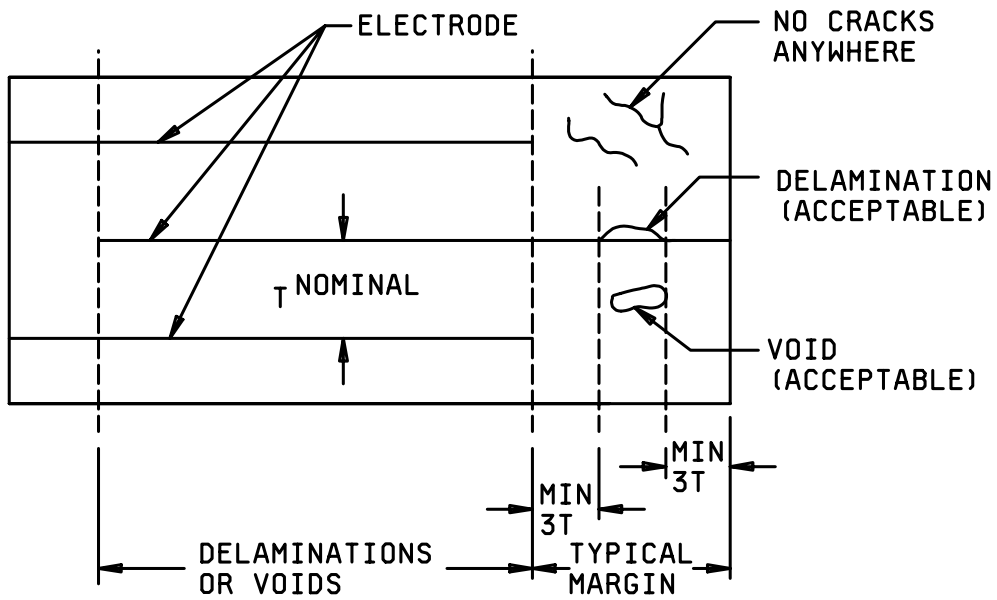 ELECTRODE
NO CRACKS
ANYWHERE
DELAMINATION
(ACCEPTABLE)
T NOMINAL
VOID
(ACCEPTABLE)
MIN
3T
MIN
3T
DELAMINATIONS
OR VOIDS
TYPICAL
MARGIN